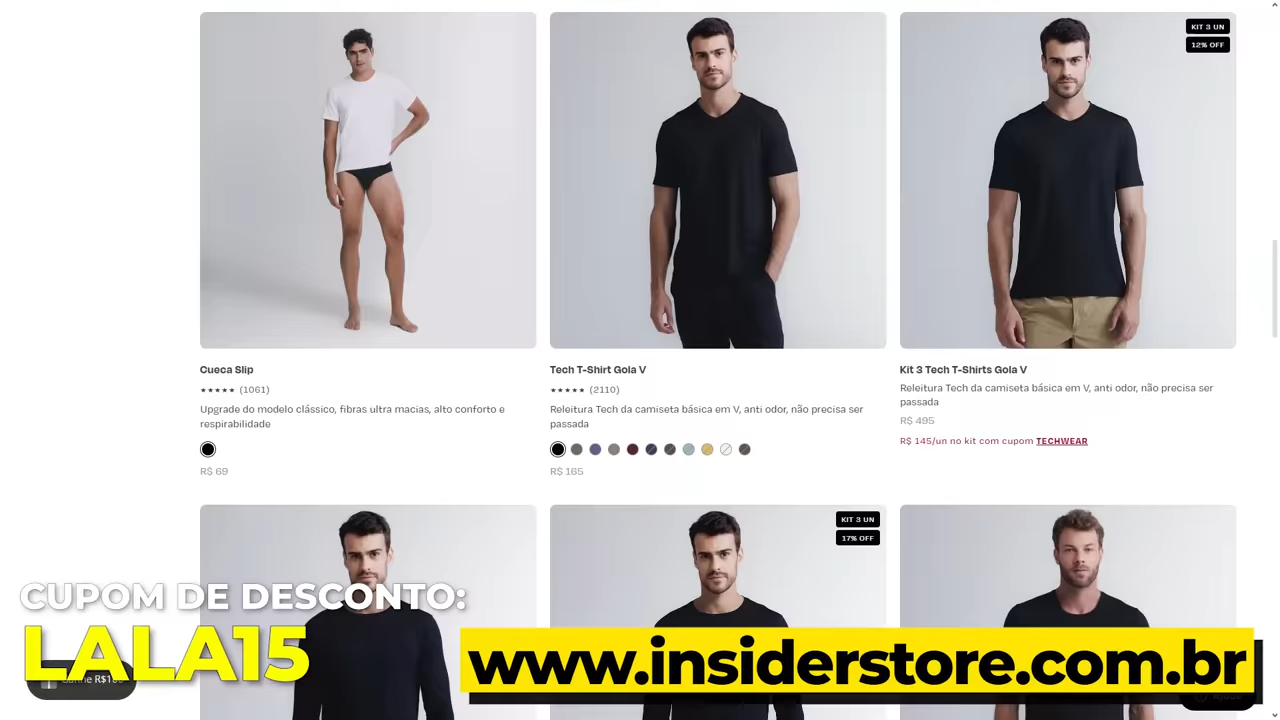 KIT 3 UN
12% OFF
Cueca Slip
★★★★★ (1061)
Upgrade do modelo clássico, fibras ultra macias, alto conforto e
respirabilidade
R$ 69
Tech T-Shirt Gola V
★★★★★ (2110)
Releitura Tech da camiseta básica em V, anti odor, não precisa ser
passada
R$ 165
Kit 3 Tech T-Shirts Gola V
Releitura Tech da camiseta básica em V, anti odor, não precisa ser
passada
R$ 495
R$ 145/un no kit com cupom TECHWEAR
KIT 3 UN
17% OFF
CUPOM DE DESCONTO:
LALA15
www.insiderstore.com.br